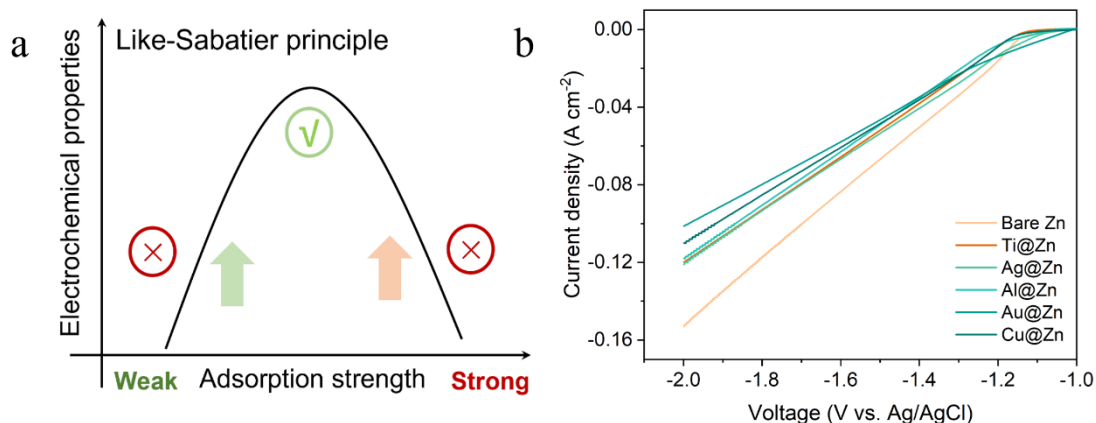 a
Like-Sabatier principle
Electrochemical properties
√
×
×
Weak
Adsorption strength
Strong
b
Current density (A cm⁻²)
0.00
-0.04
-0.08
-0.12
-0.16
Bare Zn
Ti@Zn
Ag@Zn
Al@Zn
Au@Zn
Cu@Zn
-2.0 -1.8 -1.6 -1.4 -1.2 -1.0
Voltage (V vs. Ag/AgCl)